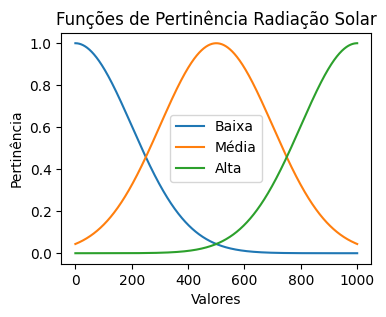 Funções de Pertinência Radiação Solar
Pertinência
1.0
0.8
0.6
0.4
0.2
0.0
Baixa
Média
Alta
0 200 400 600 800 1000
Valores